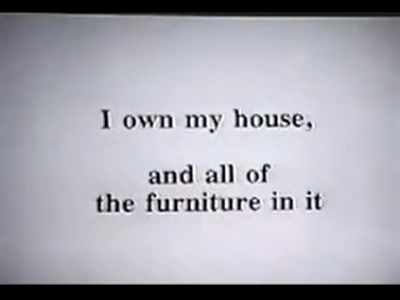 I own my house,
and all of
the furniture in it